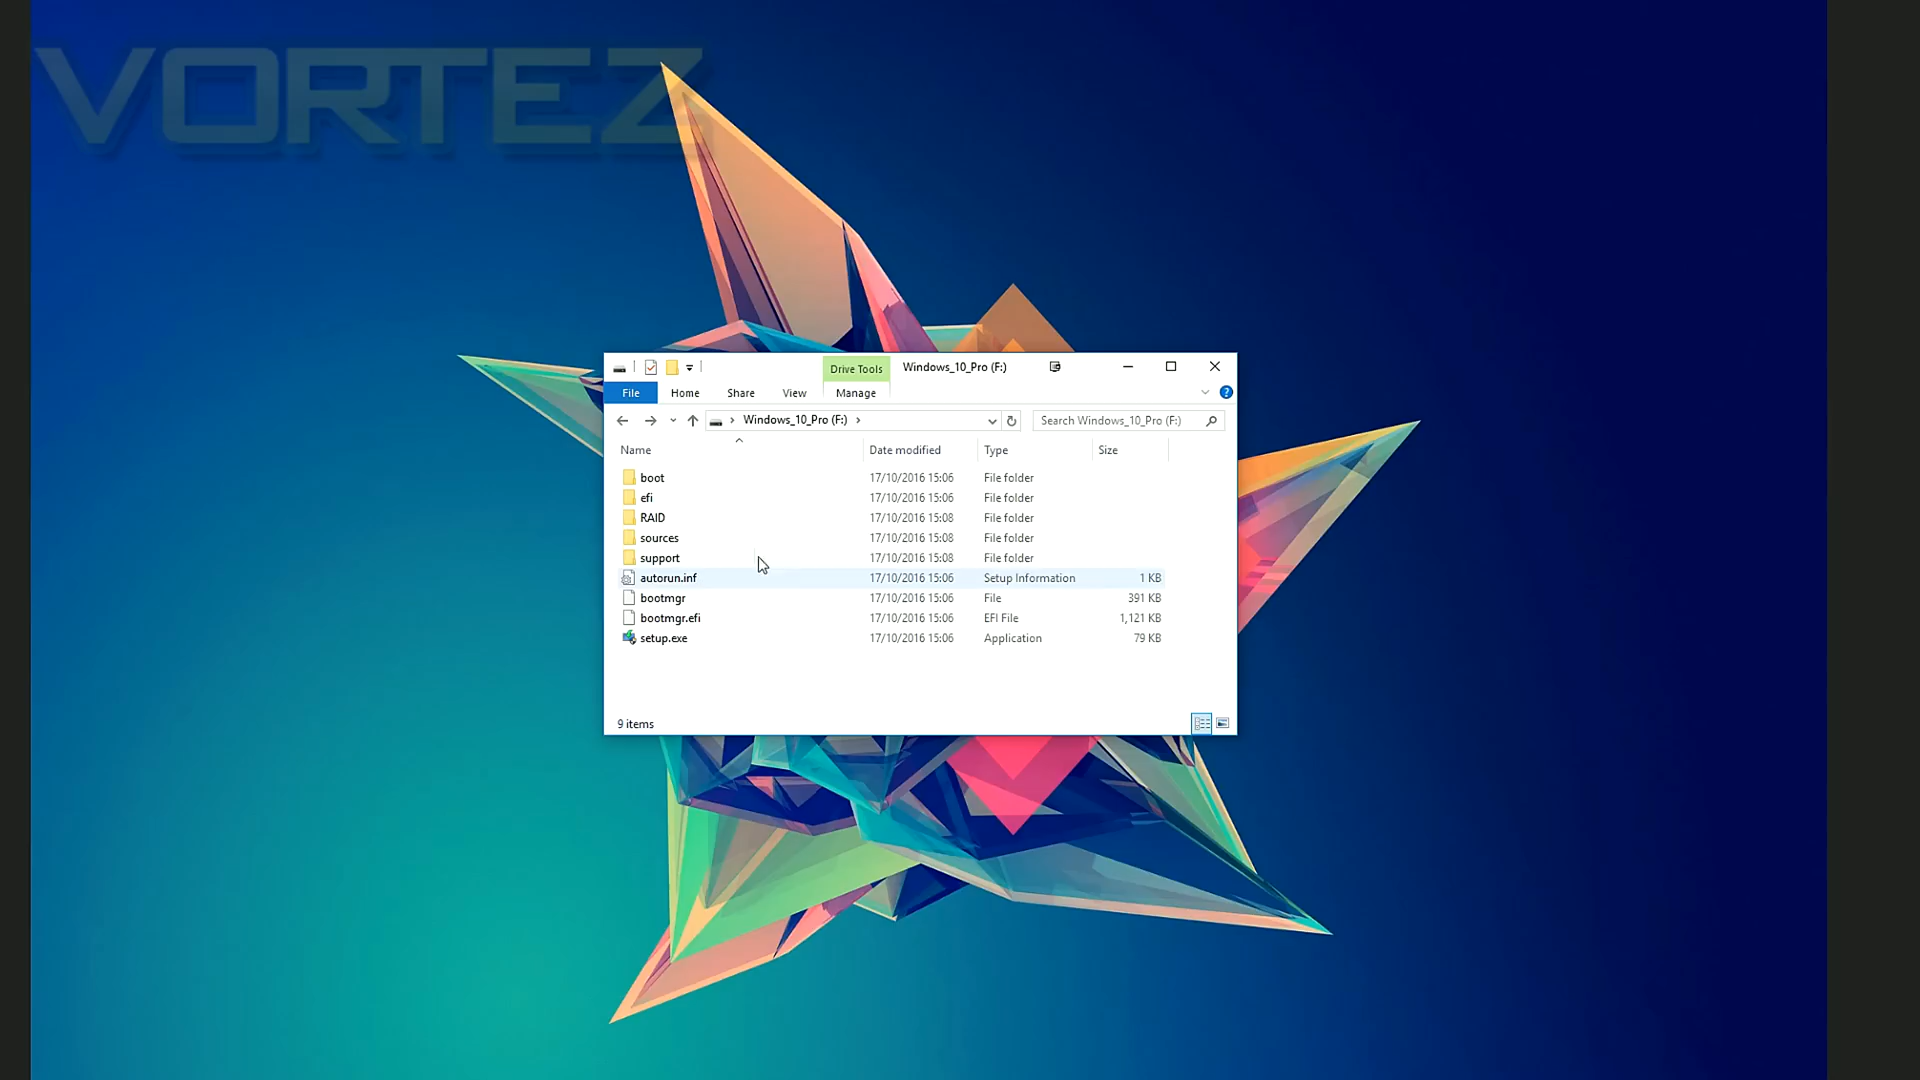 VORTEZ
Drive Tools Windows_10_Pro (F:)
File Home Share View Manage
Windows_10_Pro (F:) Search Windows_10_Pro (F:)
Name Date modified Type Size
boot 17/10/2016 15:06 File folder
efi 17/10/2016 15:06 File folder
RAID 17/10/2016 15:08 File folder
sources 17/10/2016 15:08 File folder
support 17/10/2016 15:08 File folder
autorun.inf 17/10/2016 15:06 Setup Information 1 KB
bootmgr 17/10/2016 15:06 File 391 KB
bootmgr.efi 17/10/2016 15:06 EFI File 1,121 KB
setup.exe 17/10/2016 15:06 Application 79 KB
9 items